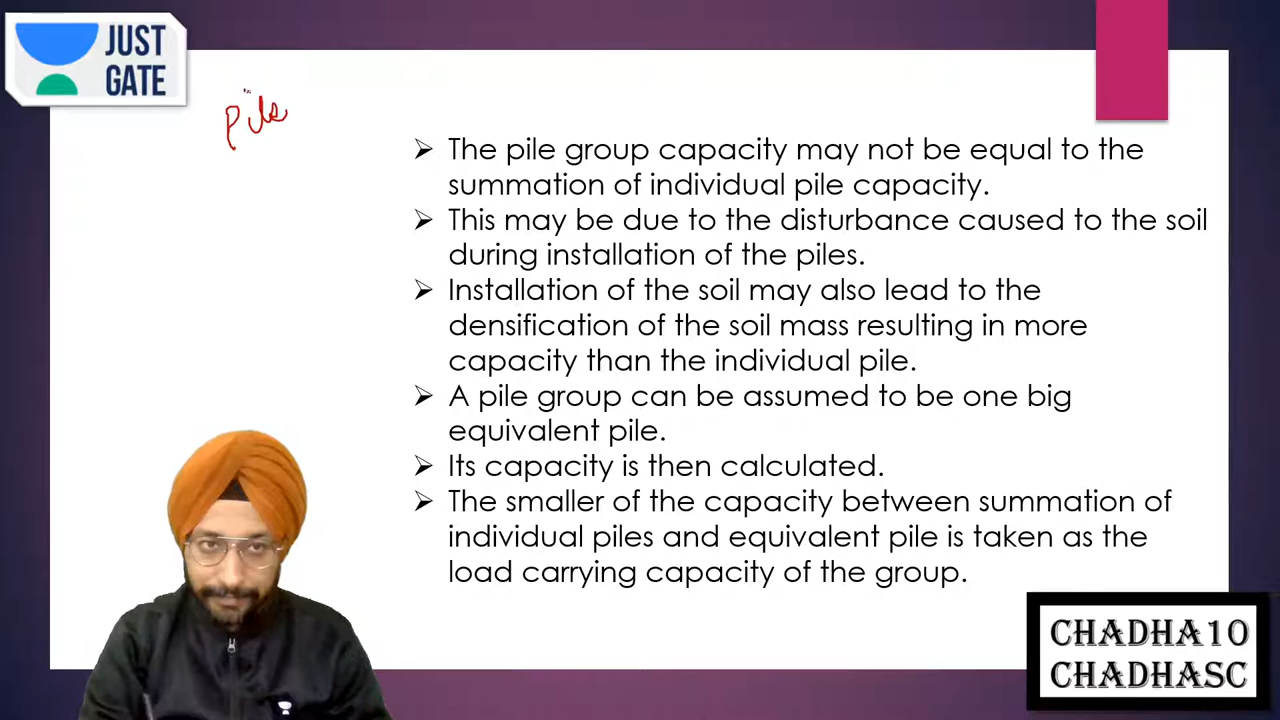 JUST
GATE
Pile
The pile group capacity may not be equal to the
summation of individual pile capacity.
This may be due to the disturbance caused to the soil
during installation of the piles.
Installation of the soil may also lead to the
densification of the soil mass resulting in more
capacity than the individual pile.
A pile group can be assumed to be one big
equivalent pile.
Its capacity is then calculated.
The smaller of the capacity between summation of
individual piles and equivalent pile is taken as the
load carrying capacity of the group.
CHADHA10
CHADHASC